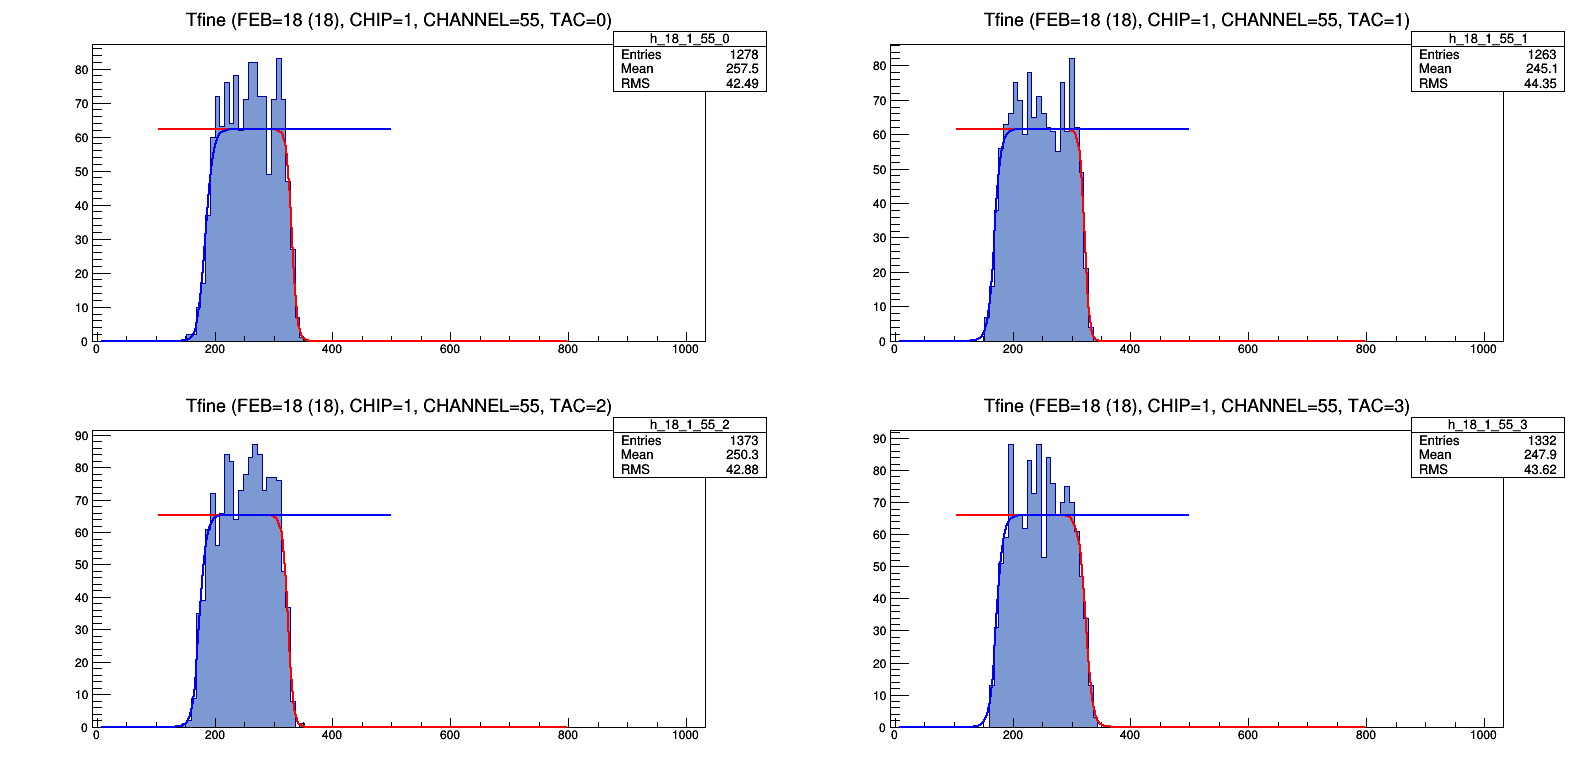 Tfine (FEB=18 (18), CHIP=1, CHANNEL=55, TAC=0)
h_18_1_55_0
Entries 1278
Mean 257.5
RMS 42.49
80
70
60
50
40
30
20
10
0
0 200 400 600 800 1000
Tfine (FEB=18 (18), CHIP=1, CHANNEL=55, TAC=1)
h_18_1_55_1
Entries 1263
Mean 245.1
RMS 44.35
80
70
60
50
40
30
20
10
0
0 200 400 600 800 1000
Tfine (FEB=18 (18), CHIP=1, CHANNEL=55, TAC=2)
h_18_1_55_2
Entries 1373
Mean 250.3
RMS 42.88
90
80
70
60
50
40
30
20
10
0
0 200 400 600 800 1000
Tfine (FEB=18 (18), CHIP=1, CHANNEL=55, TAC=3)
h_18_1_55_3
Entries 1332
Mean 247.9
RMS 43.62
90
80
70
60
50
40
30
20
10
0
0 200 400 600 800 1000